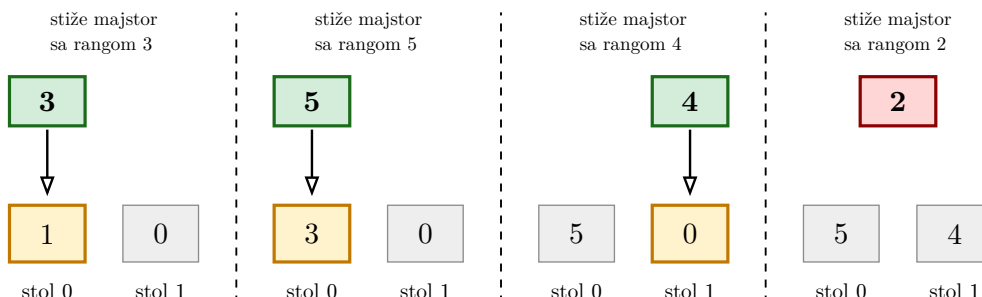 stiže majstor
sa rangom 3
3
1 0
stol 0 stol 1
stiže majstor
sa rangom 5
5
3 0
stol 0 stol 1
stiže majstor
sa rangom 4
4
5 0
stol 0 stol 1
stiže majstor
sa rangom 2
2
5 4
stol 0 stol 1